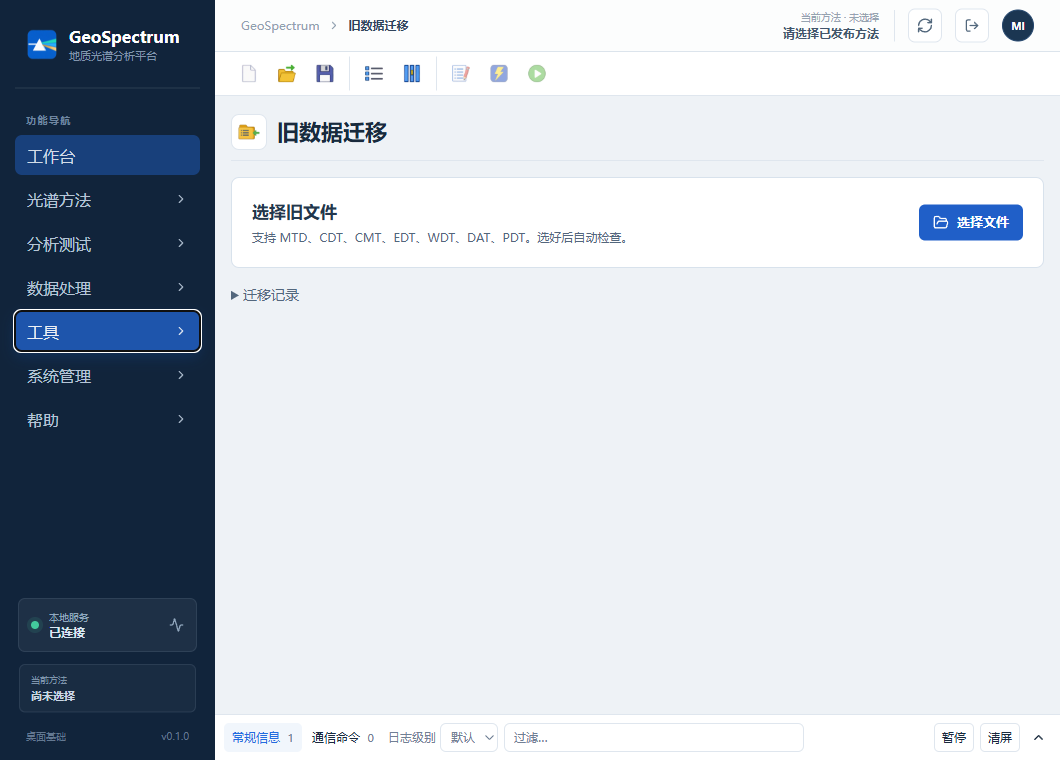 GeoSpectrum
地质光谱分析平台
功能导航
工作台
光谱方法
分析测试
数据处理
工具
系统管理
帮助
本地服务
已连接
当前方法
尚未选择
桌面基础 v0.1.0
GeoSpectrum 旧数据迁移
当前方法 · 未选择
请选择已发布方法
MI
旧数据迁移
选择旧文件
支持 MTD、CDT、CMT、EDT、WDT、DAT、PDT。选好后自动检查。
选择文件
迁移记录
常规信息 1 通信命令 0 日志级别 默认 过滤... 暂停 清屏